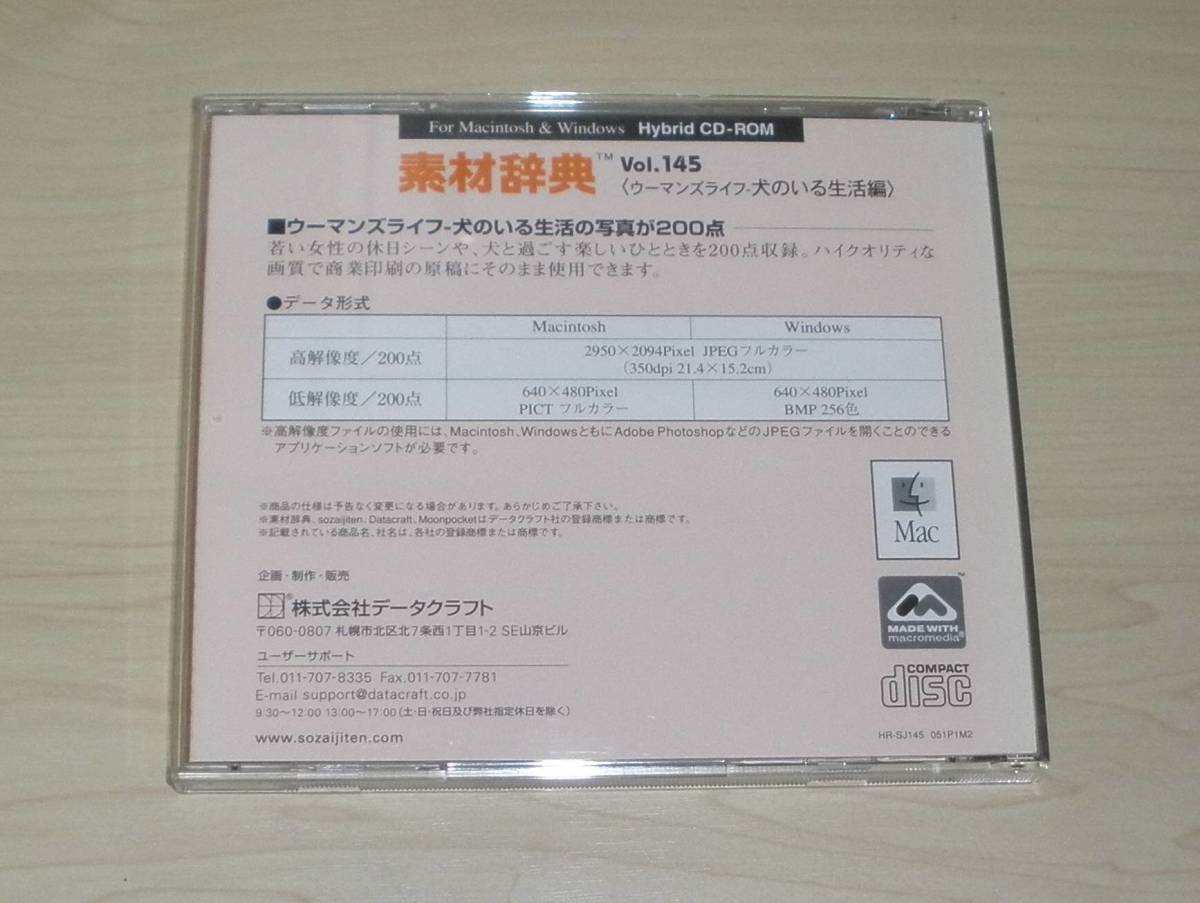 For Macintosh & Windows Hybrid CD-ROM
素材辞典™ Vol.145
〈ウーマンズライフ-犬のいる生活編〉
■ウーマンズライフ-犬のいる生活の写真が200点
若い女性の休日シーンや、犬と過ごす楽しいひとときを200点収録。ハイクオリティな
画質で商業印刷の原稿にそのまま使用できます。
●データ形式
Macintosh Windows
高解像度／200点 2950×2094Pixel JPEGフルカラー
（350dpi 21.4×15.2cm）
低解像度／200点 640×480Pixel 640×480Pixel
PICT フルカラー BMP 256色
※高解像度ファイルの使用には、Macintosh、WindowsともにAdobe PhotoshopなどのJPEGファイルを開くことのできる
アプリケーションソフトが必要です。
※商品の仕様は予告なく変更になる場合があります。あらかじめご了承下さい。
※素材辞典、sozaijiten、Datacraft、Moonpocketはデータクラフト社の登録商標または商標です。
※記載されている商品名、社名は、各社の登録商標または商標です。
Mac
企画・制作・販売
®株式会社データクラフト
〒060-0807 札幌市北区北7条西1丁目1-2 SE山京ビル
ユーザーサポート
Tel.011-707-8335 Fax.011-707-7781
E-mail support@datacraft.co.jp
9:30〜12:00 13:00〜17:00（土・日・祝日及び弊社指定休日を除く）
www.sozaijiten.com
™
MADE WITH
macromedia®
COMPACT
disc
HR-SJ145 051P1M2